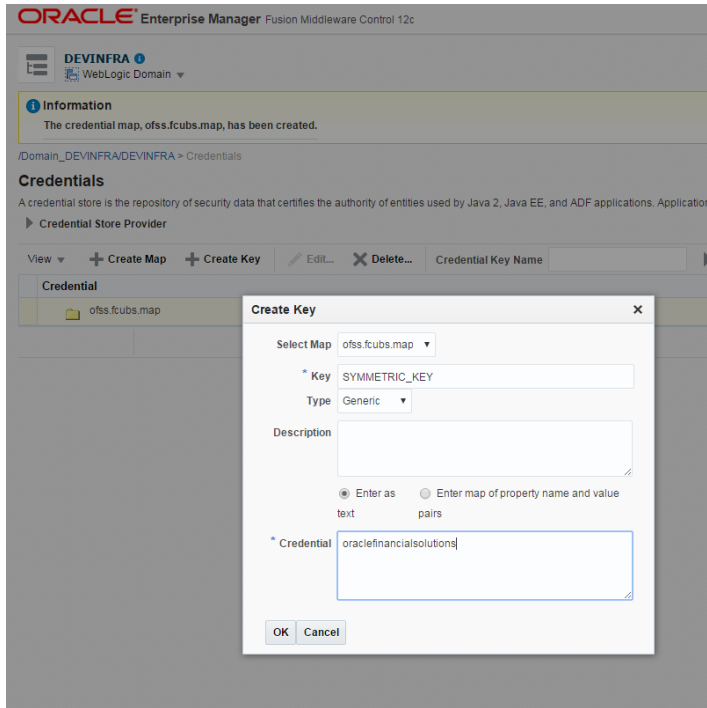 ORACLE Enterprise Manager Fusion Middleware Control 12c
DEVINFRA
WebLogic Domain
Information
The credential map, ofss.fcubs.map, has been created.
/Domain_DEVINFRA/DEVINFRA > Credentials
Credentials
A credential store is the repository of security data that certifies the authority of entities used by Java 2, Java EE, and ADF applications. Application
Credential Store Provider
View Create Map Create Key Edit... Delete... Credential Key Name
Credential
ofss.fcubs.map
Create Key
Select Map ofss.fcubs.map
* Key SYMMETRIC_KEY
Type Generic
Description
Enter as text
Enter map of property name and value pairs
* Credential oraclefinancialsolutions
OK Cancel